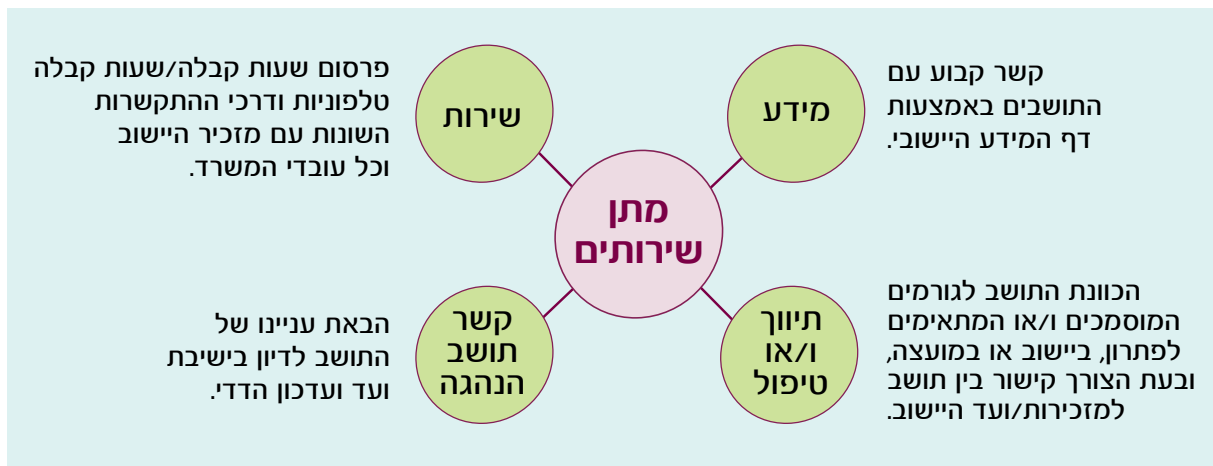 מתן
שירותים
מידע
קשר קבוע עם
התושבים באמצעות
דף המידע היישובי.
שירות
פרסום שעות קבלה/שעות קבלה
טלפוניות ודרכי ההתקשרות
השונות עם מזכיר היישוב
וכל עובדי המשרד.
תיווך
ו/או
טיפול
הכוונת התושב לגורמים
המוסמכים ו/או המתאימים
לפתרון, ביישוב או במועצה,
ובעת הצורך קישור בין תושב
למזכירות/ועד היישוב.
קשר
תושב
הנהגה
הבאת עניינו של
התושב לדיון בישיבת
ועד ועדכון הדדי.